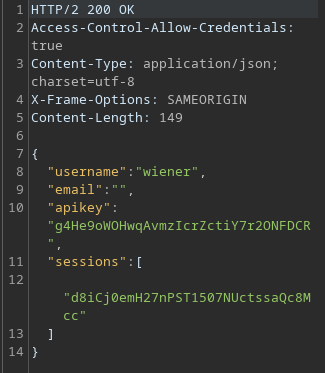 1 HTTP/2 200 OK
2 Access-Control-Allow-Credentials:
true
3 Content-Type: application/json;
charset=utf-8
4 X-Frame-Options: SAMEORIGIN
5 Content-Length: 149
6
7 {
8 "username":"wiener",
9 "email":"",
10 "apikey":
"g4He9oWOHwqAvmzIcrZctiY7r2ONFDCR
",
11 "sessions":[
12
"d8iCj0emH27nPST1507NUctssaQc8M
cc"
13 ]
14 }